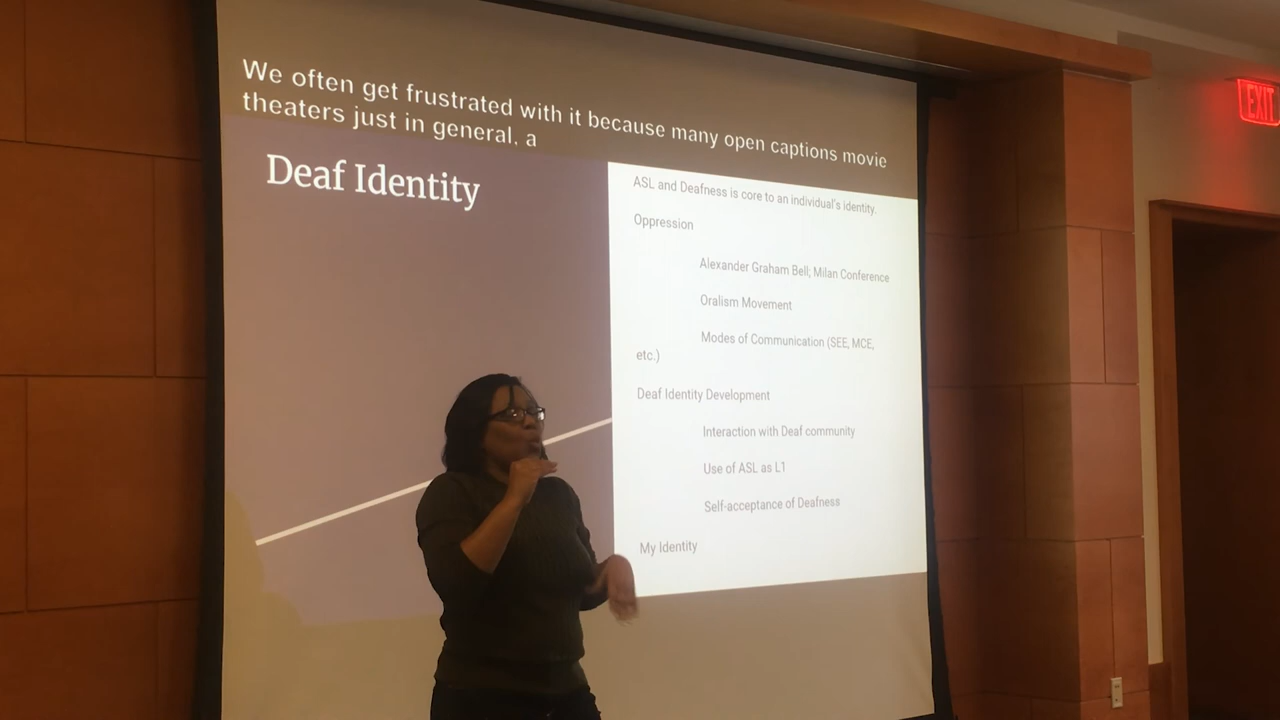 We often get frustrated with it because many open captions movie
theaters just in general, a
Deaf Identity
ASL and Deafness is core to an individual's identity.
Oppression
Alexander Graham Bell; Milan Conference
Oralism Movement
Modes of Communication (SEE, MCE,
etc.)
Deaf Identity Development
Interaction with Deaf community
Use of ASL as L1
Self-acceptance of Deafness
My Identity
EXIT